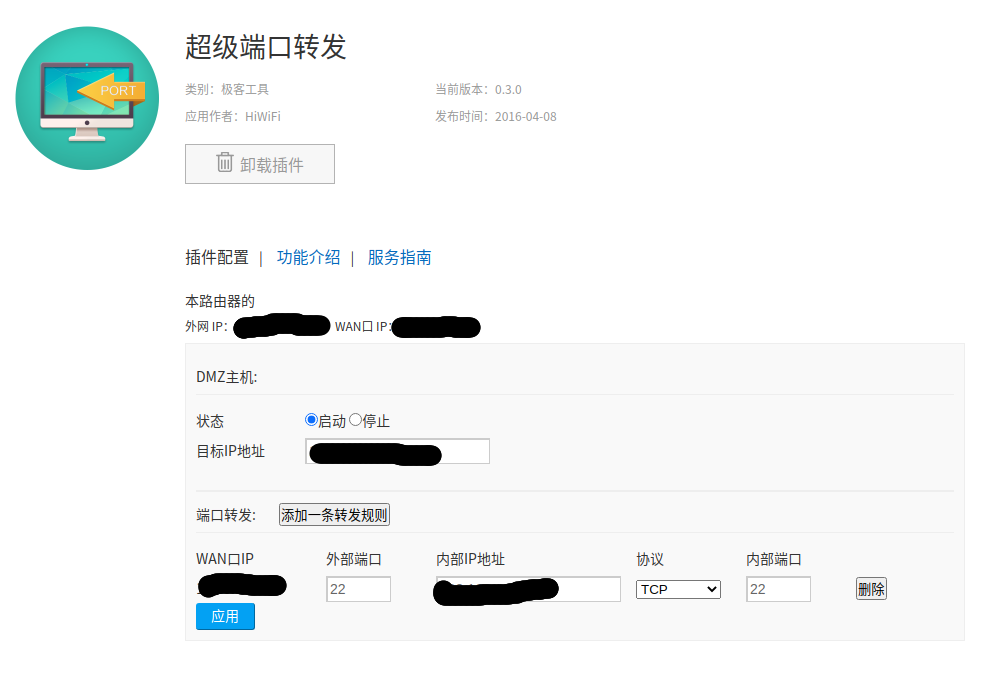 超级端口转发
PORT
类别：极客工具 当前版本：0.3.0
应用作者：HiWiFi 发布时间：2016-04-08
卸载插件
插件配置 | 功能介绍 | 服务指南
本路由器的
外网 IP： WAN口 IP：
DMZ主机:
状态 启动 停止
目标IP地址
端口转发: 添加一条转发规则
WAN口IP 外部端口 内部IP地址 协议 内部端口
22 TCP 22 删除
应用